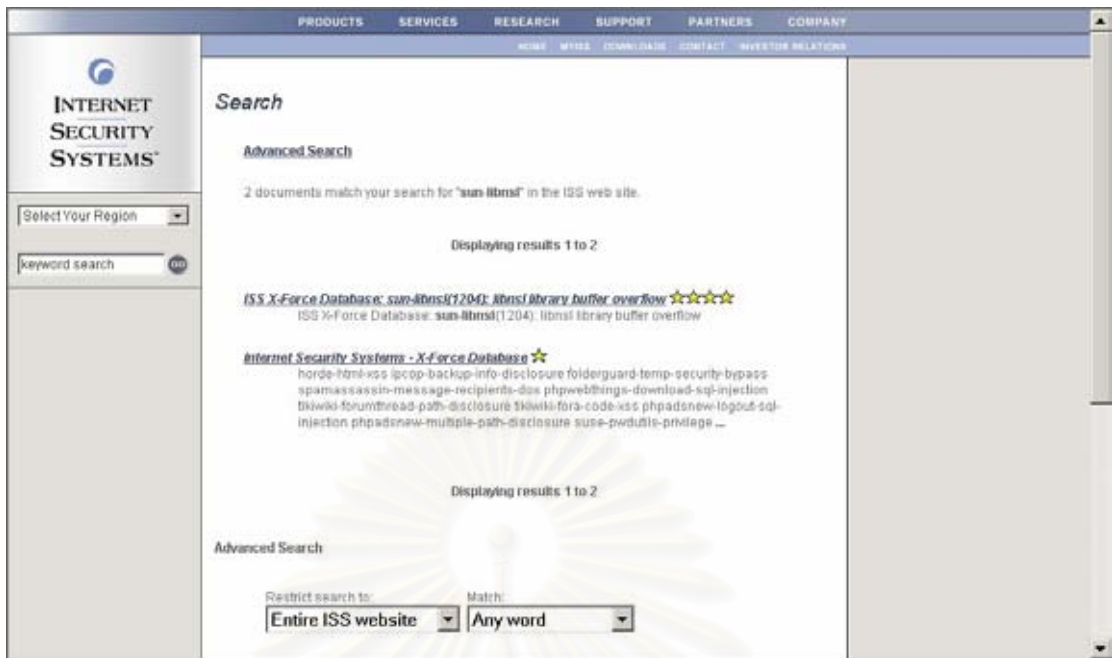 PRODUCTS SERVICES RESEARCH SUPPORT PARTNERS COMPANY
HOME MYISS DOWNLOADS CONTACT INVESTOR RELATIONS
INTERNET
SECURITY
SYSTEMS
Select Your Region
keyword search GO
Search
Advanced Search
2 documents match your search for "sun-libnsl" in the ISS web site.
Displaying results 1 to 2
ISS X-Force Database: sun-libnsl(1204): libnsl library buffer overflow
ISS X-Force Database: sun-libnsl(1204): libnsl library buffer overflow
Internet Security Systems - X-Force Database
horde-html-xss ipcop-backup-info-disclosure folderguard-temp-security-bypass
spamassassin-message-recipients-dos phpwebthings-download-sql-injection
tikiwiki-forumthread-path-disclosure tikiwiki-fora-code-xss phpadsnew-logout-sql-
injection phpadsnew-multiple-path-disclosure suse-pwdutils-privilege ...
Displaying results 1 to 2
Advanced Search
Restrict search to: Match:
Entire ISS website Any word